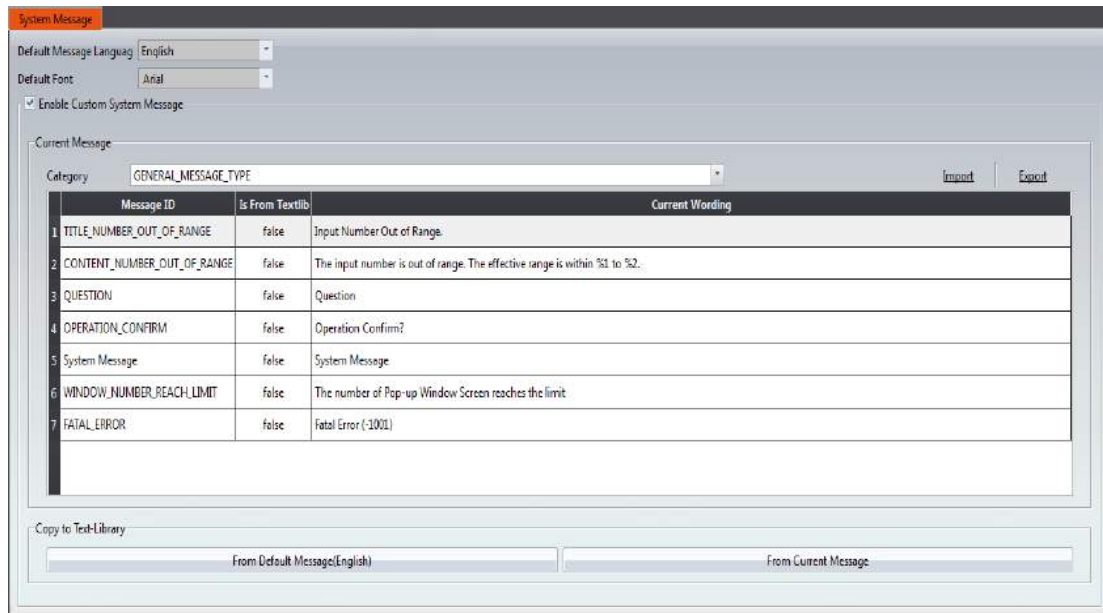 System Message
Default Message Languag English
Default Font Arial
Enable Custom System Message
Current Message
Category GENERAL_MESSAGE_TYPE Import Export
Message ID Is From Textlib Current Wording
1 TITLE_NUMBER_OUT_OF_RANGE false Input Number Out of Range.
2 CONTENT_NUMBER_OUT_OF_RANGE false The input number is out of range. The effective range is within %1 to %2.
3 QUESTION false Question
4 OPERATION_CONFIRM false Operation Confirm?
5 System Message false System Message
6 WINDOW_NUMBER_REACH_LIMIT false The number of Pop-up Window Screen reaches the limit
7 FATAL_ERROR false Fatal Error (-1001)
Copy to Text-Library
From Default Message(English) From Current Message